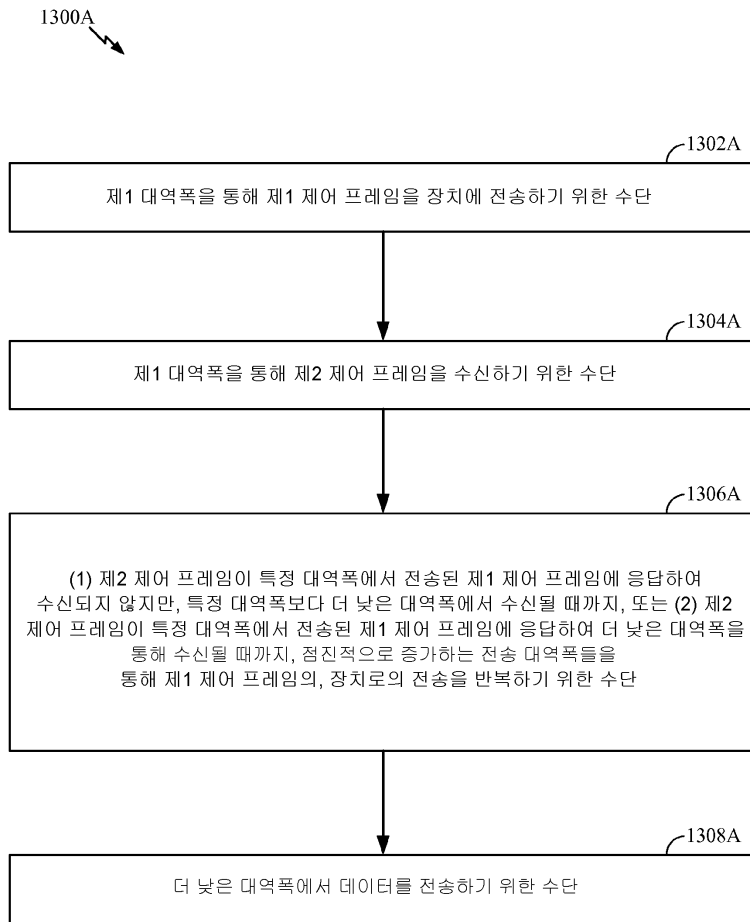 1300A
1302A
제1 대역폭을 통해 제1 제어 프레임을 장치에 전송하기 위한 수단
1304A
제1 대역폭을 통해 제2 제어 프레임을 수신하기 위한 수단
1306A
(1) 제2 제어 프레임이 특정 대역폭에서 전송된 제1 제어 프레임에 응답하여
수신되지 않지만, 특정 대역폭보다 더 낮은 대역폭에서 수신될 때까지, 또는 (2) 제2
제어 프레임이 특정 대역폭에서 전송된 제1 제어 프레임에 응답하여 더 낮은 대역폭을
통해 수신될 때까지, 점진적으로 증가하는 전송 대역폭들을
통해 제1 제어 프레임의, 장치로의 전송을 반복하기 위한 수단
1308A
더 낮은 대역폭에서 데이터를 전송하기 위한 수단